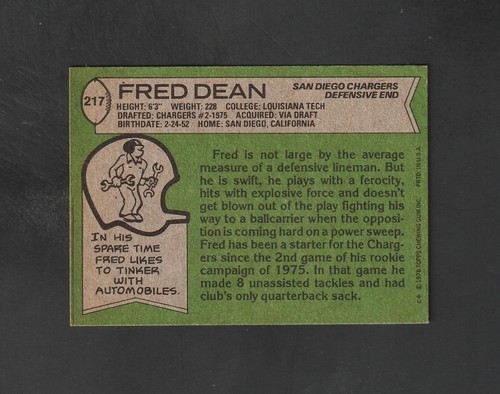 217
FRED DEAN
SAN DIEGO CHARGERS
DEFENSIVE END
HEIGHT: 6'3" WEIGHT: 228 COLLEGE: LOUISIANA TECH
DRAFTED: CHARGERS #2-1975 ACQUIRED: VIA DRAFT
BIRTHDATE: 2-24-52 HOME: SAN DIEGO, CALIFORNIA
IN HIS
SPARE TIME
FRED LIKES
TO TINKER
WITH
AUTOMOBILES.
Fred is not large by the average
measure of a defensive lineman. But
he is swift, he plays with a ferocity,
hits with explosive force and doesn't
get blown out of the play fighting his
way to a ballcarrier when the opposi-
tion is coming hard on a power sweep.
Fred has been a starter for the Charg-
ers since the 2nd game of his rookie
campaign of 1975. In that game he
made 8 unassisted tackles and had
club's only quarterback sack.
C* © 1978 TOPPS CHEWING GUM, INC. PRTD. IN U.S.A.